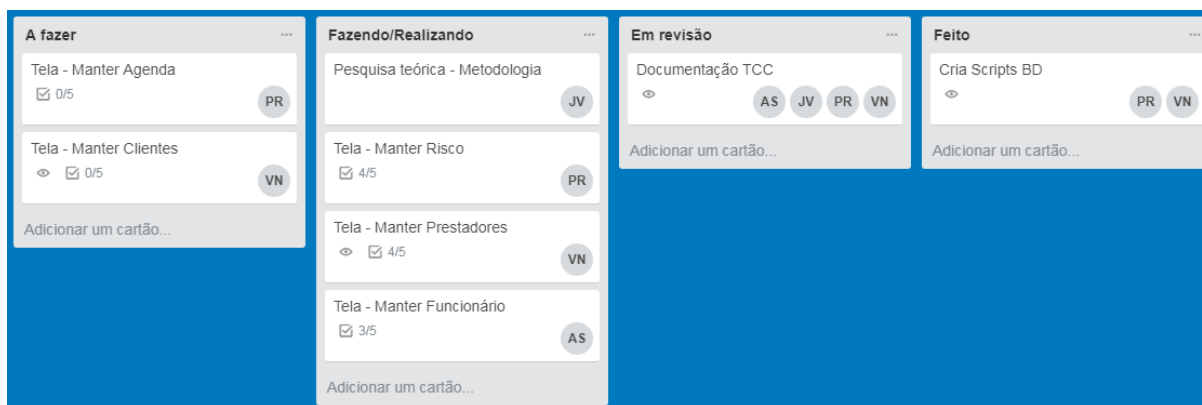 A fazer
Tela - Manter Agenda
0/5
PR
Tela - Manter Clientes
0/5
VN
Adicionar um cartão...
Fazendo/Realizando
Pesquisa teórica - Metodologia
JV
Tela - Manter Risco
4/5
PR
Tela - Manter Prestadores
4/5
VN
Tela - Manter Funcionário
3/5
AS
Adicionar um cartão...
Em revisão
Documentação TCC
AS JV PR VN
Adicionar um cartão...
Feito
Cria Scripts BD
PR VN
Adicionar um cartão...